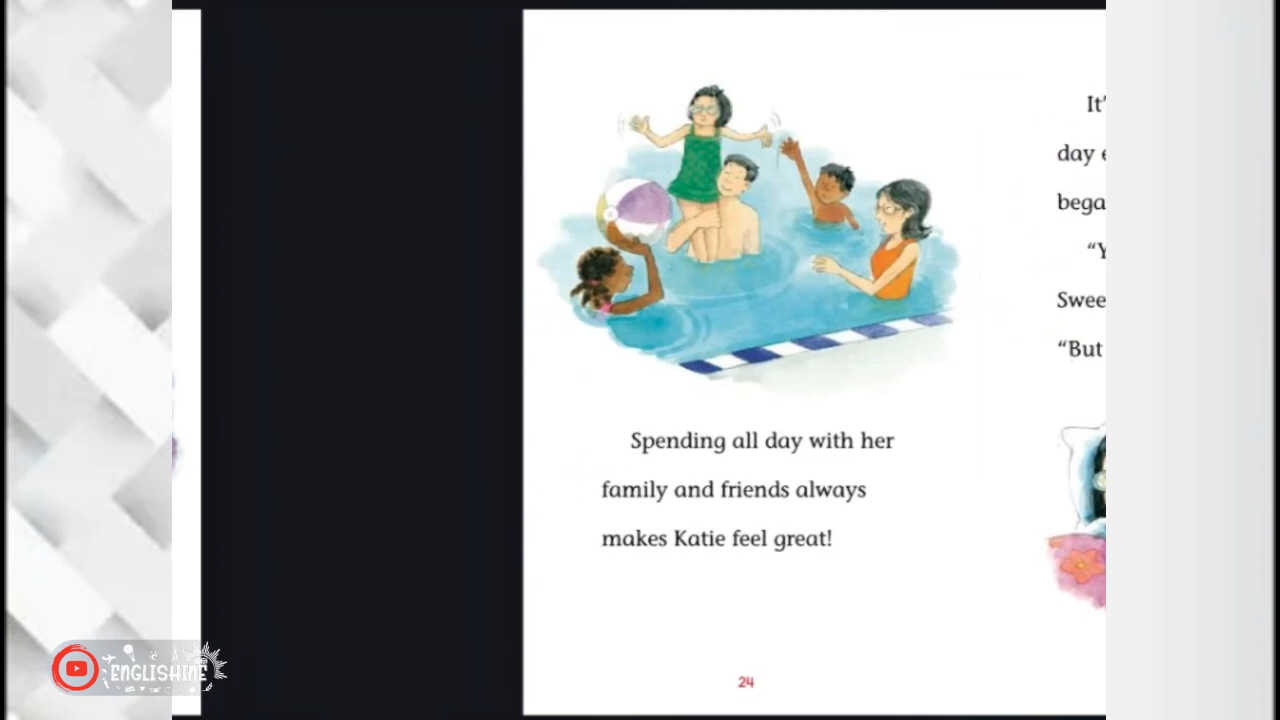 Spending all day with her
family and friends always
makes Katie feel great!
24
It'
day e
bega
“Y
Swee
“But
ENGLISHINE